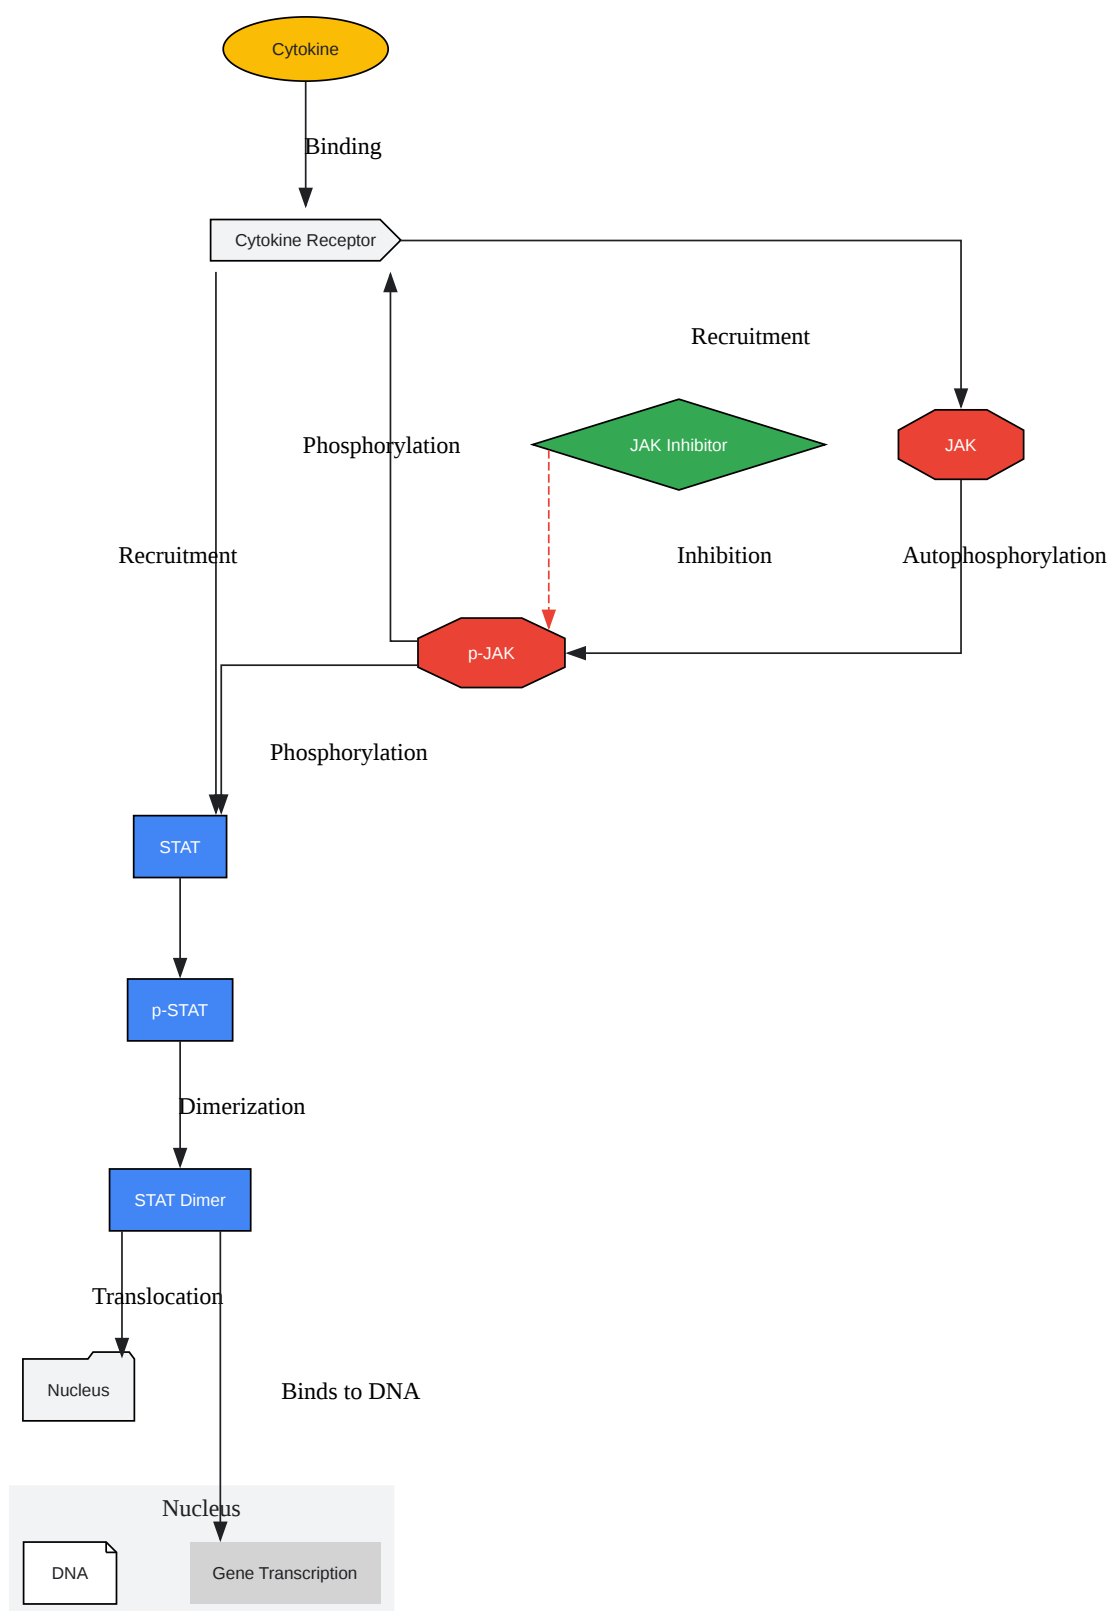 Cytokine
Binding
Cytokine Receptor
Recruitment
Phosphorylation
JAK Inhibitor
JAK
Recruitment
Inhibition
Autophosphorylation
p-JAK
Phosphorylation
STAT
p-STAT
Dimerization
STAT Dimer
Translocation
Nucleus
Binds to DNA
Nucleus
DNA
Gene Transcription